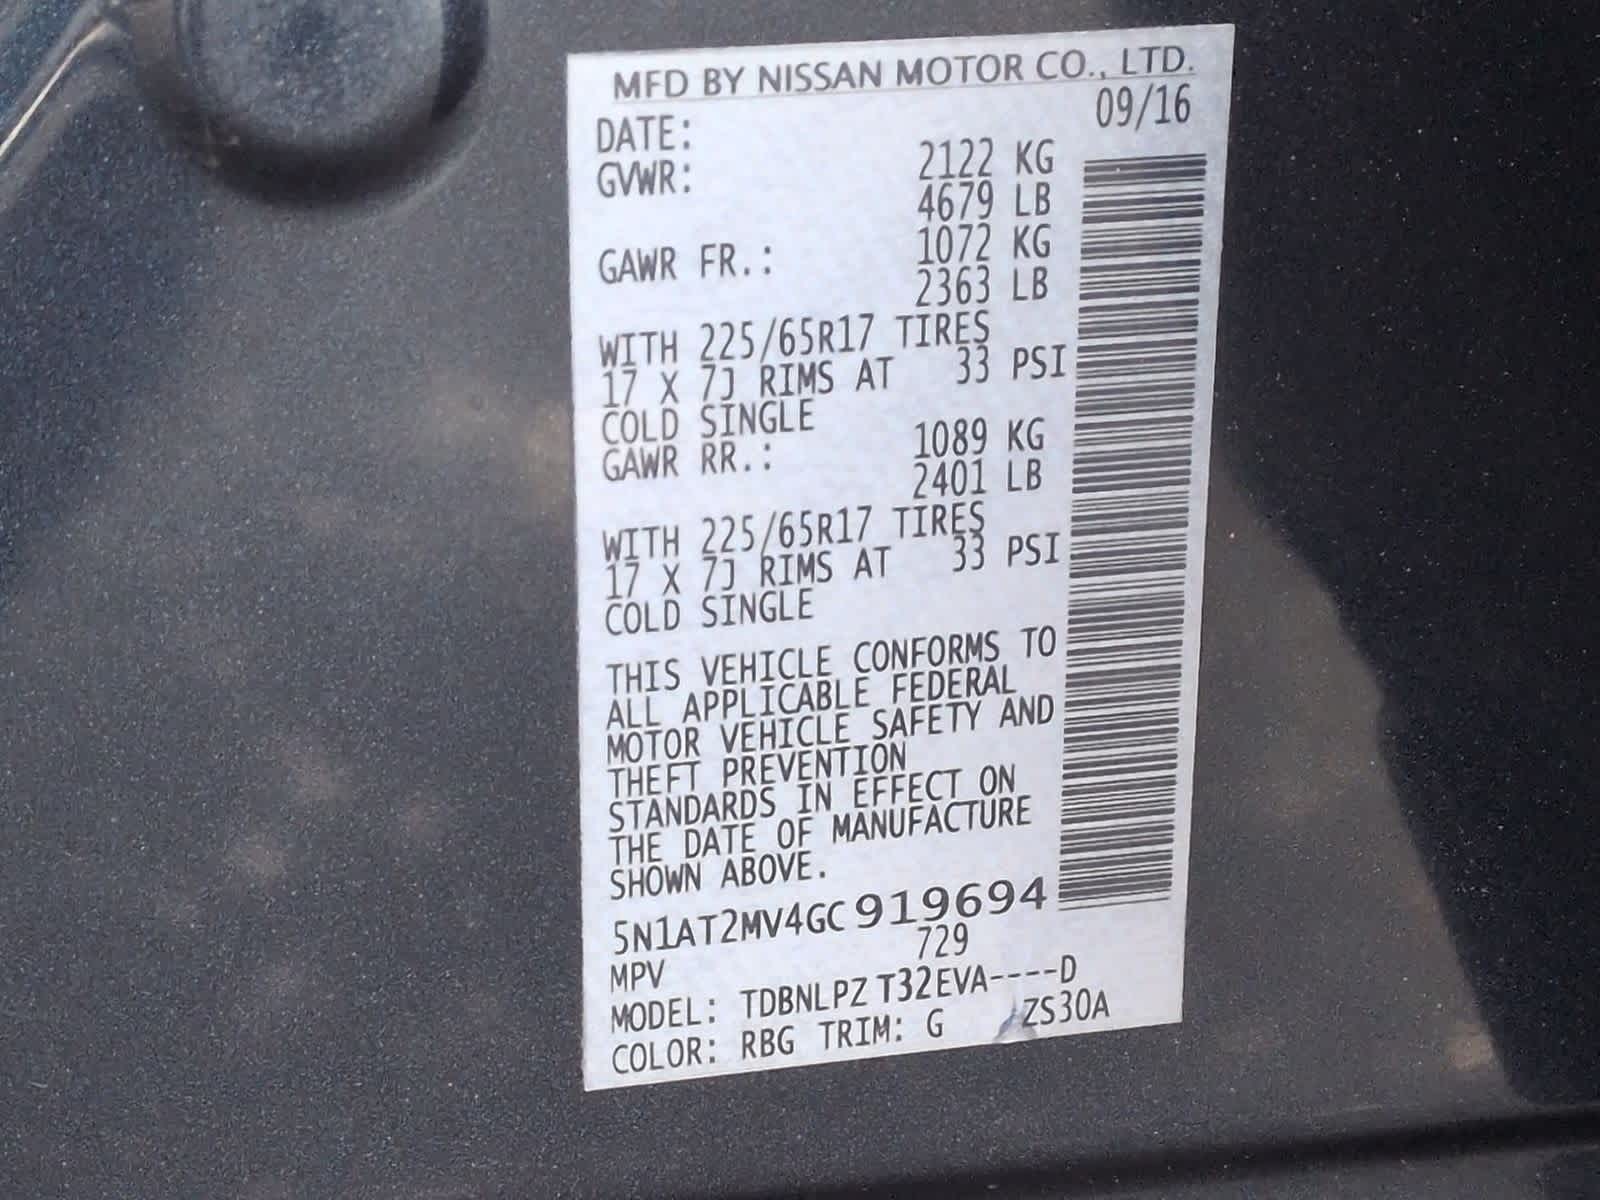 MFD BY NISSAN MOTOR CO., LTD.
DATE: 09/16
GVWR: 2122 KG
4679 LB
GAWR FR.: 1072 KG
2363 LB
WITH 225/65R17 TIRES
17 X 7J RIMS AT 33 PSI
COLD SINGLE
GAWR RR.: 1089 KG
2401 LB
WITH 225/65R17 TIRES
17 X 7J RIMS AT 33 PSI
COLD SINGLE
THIS VEHICLE CONFORMS TO
ALL APPLICABLE FEDERAL
MOTOR VEHICLE SAFETY AND
THEFT PREVENTION
STANDARDS IN EFFECT ON
THE DATE OF MANUFACTURE
SHOWN ABOVE.
5N1AT2MV4GC919694
MPV 729
MODEL: TDBNLPZ T32EVA----D
COLOR: RBG TRIM: G ZS30A